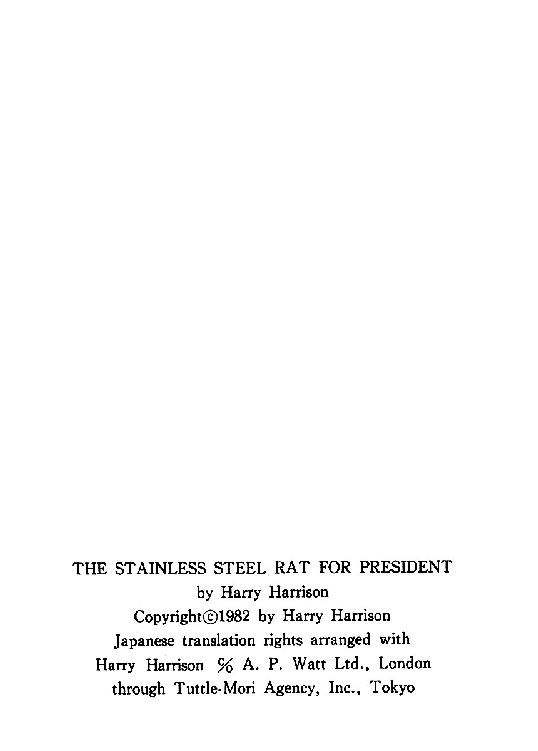 THE STAINLESS STEEL RAT FOR PRESIDENT
by Harry Harrison
Copyright©1982 by Harry Harrison
Japanese translation rights arranged with
Harry Harrison ℅ A. P. Watt Ltd., London
through Tuttle-Mori Agency, Inc., Tokyo